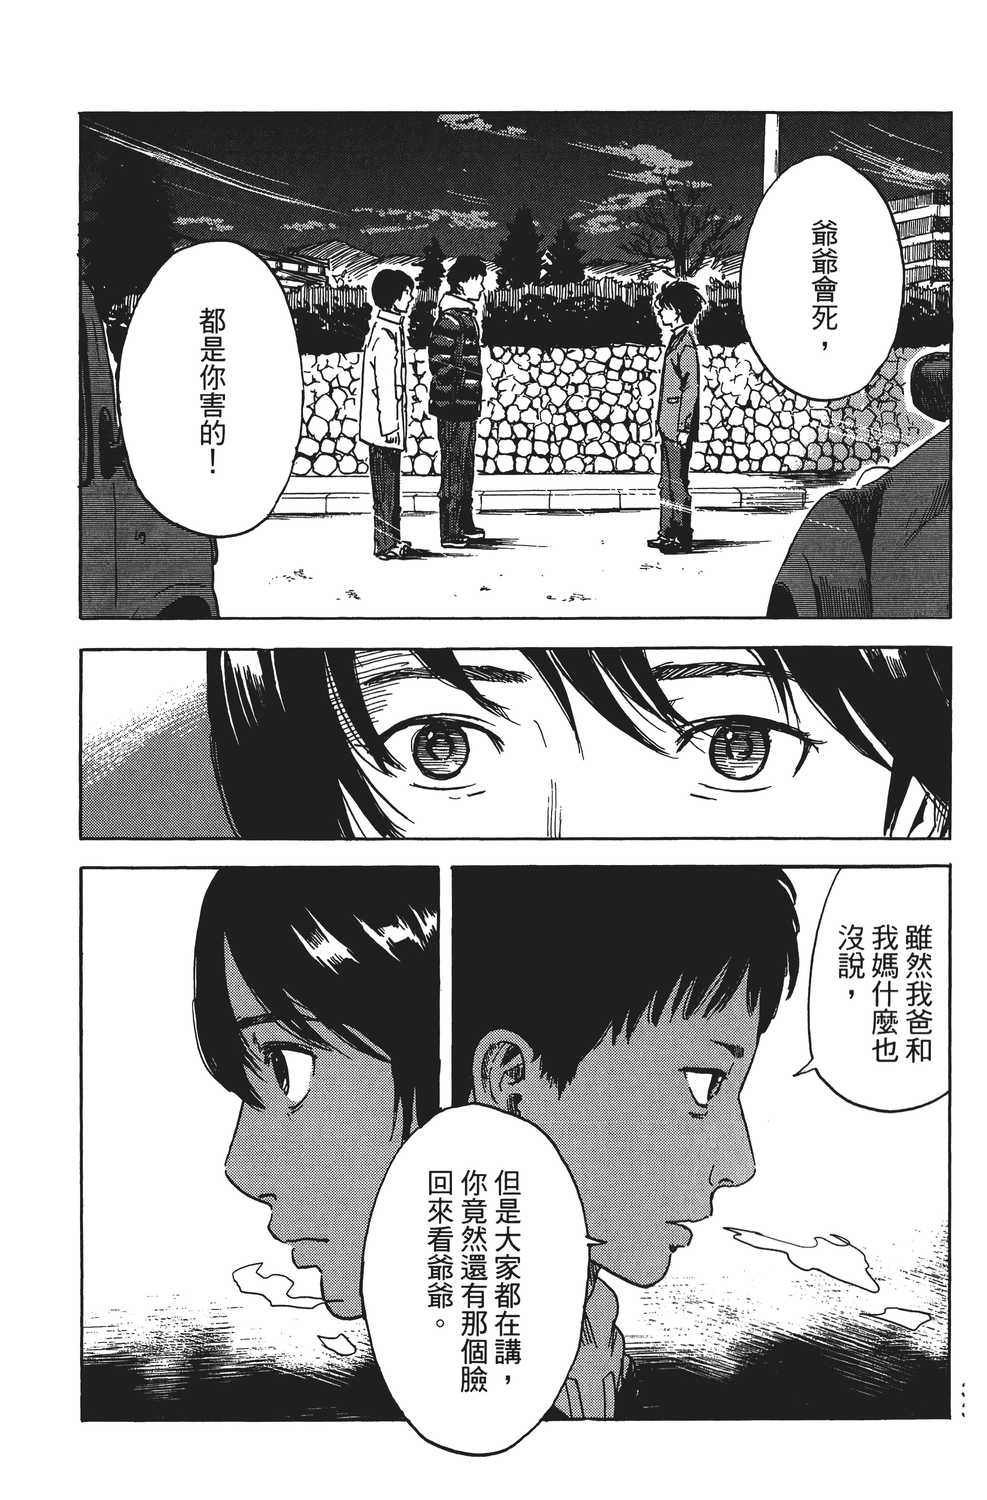 爺爺會死，
都是你害的！
雖然我爸和
我媽什麼也
沒說，
但是大家都在講，
你竟然還有那個臉
回來看爺爺。